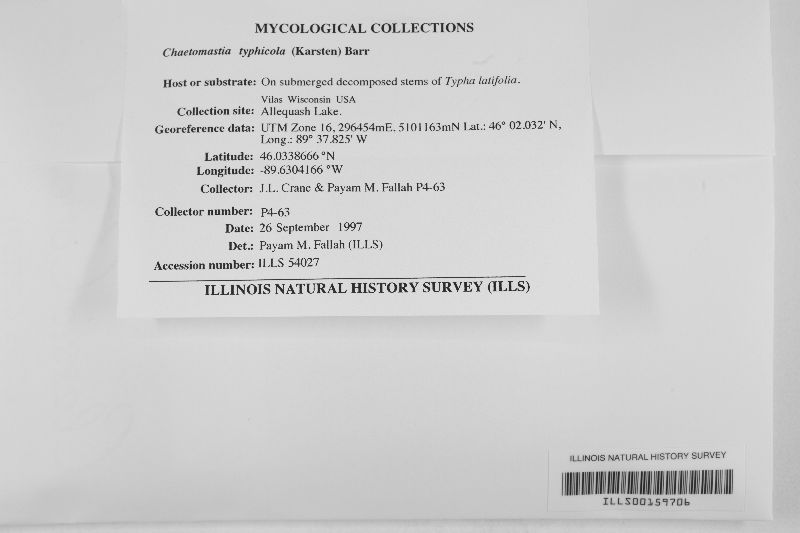 MYCOLOGICAL COLLECTIONS
Chaetomastia typhicola (Karsten) Barr
Host or substrate: On submerged decomposed stems of Typha latifolia.
Vilas Wisconsin USA
Collection site: Allequash Lake.
Georeference data: UTM Zone 16, 296454mE, 5101163mN Lat.: 46° 02.032' N,
Long.: 89° 37.825' W
Latitude: 46.0338666 °N
Longitude: -89.6304166 °W
Collector: J.L. Crane & Payam M. Fallah P4-63
Collector number: P4-63
Date: 26 September 1997
Det.: Payam M. Fallah (ILLS)
Accession number: ILLS 54027
ILLINOIS NATURAL HISTORY SURVEY (ILLS)
ILLINOIS NATURAL HISTORY SURVEY
ILLS00159706